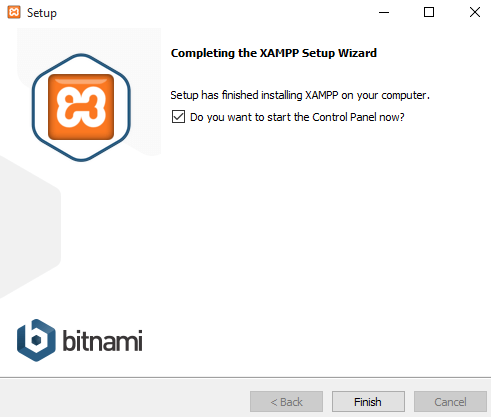 Setup
Completing the XAMPP Setup Wizard
Setup has finished installing XAMPP on your computer.
Do you want to start the Control Panel now?
bitnami
< Back
Finish
Cancel